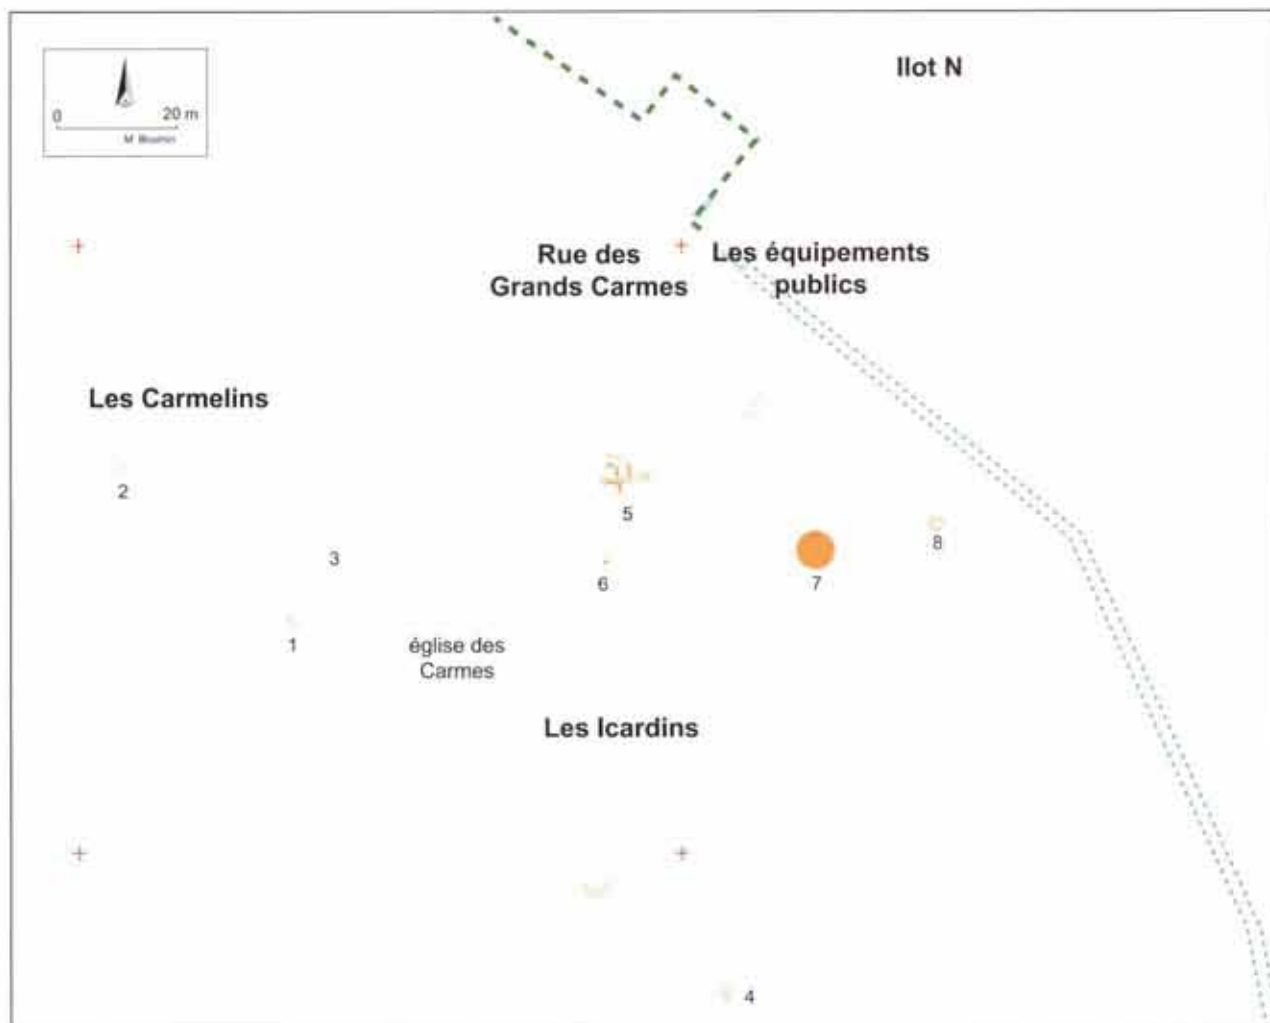 Ilot N
0 20 m
Rue des
Grands Carmes
Les équipements
publics
Les Carmelins
2
5
8
3
6
7
1
église des
Carmes
Les Icardins
4